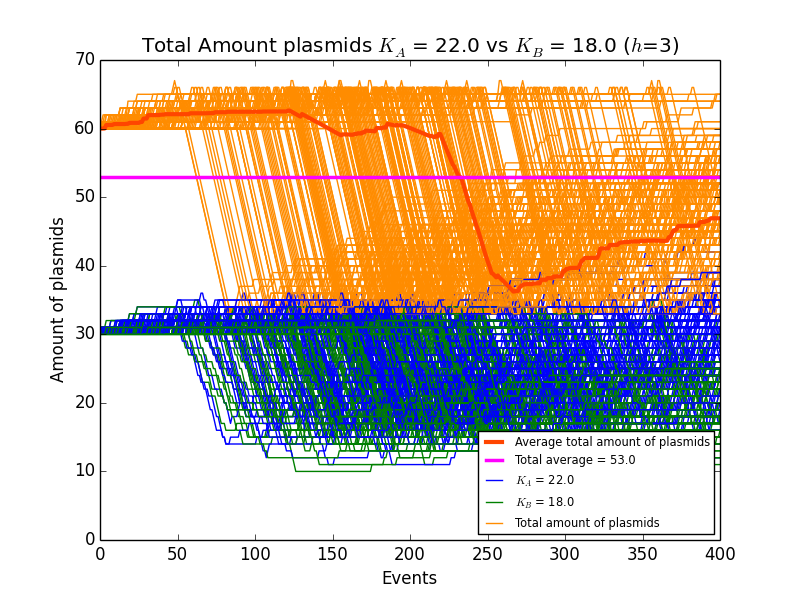 Total Amount plasmids K_A = 22.0 vs K_B = 18.0 (h=3)
70
60
50
40
30
20
10
0
Amount of plasmids
Average total amount of plasmids
Total average = 53.0
K_A = 22.0
K_B = 18.0
Total amount of plasmids
0 50 100 150 200 250 300 350 400
Events